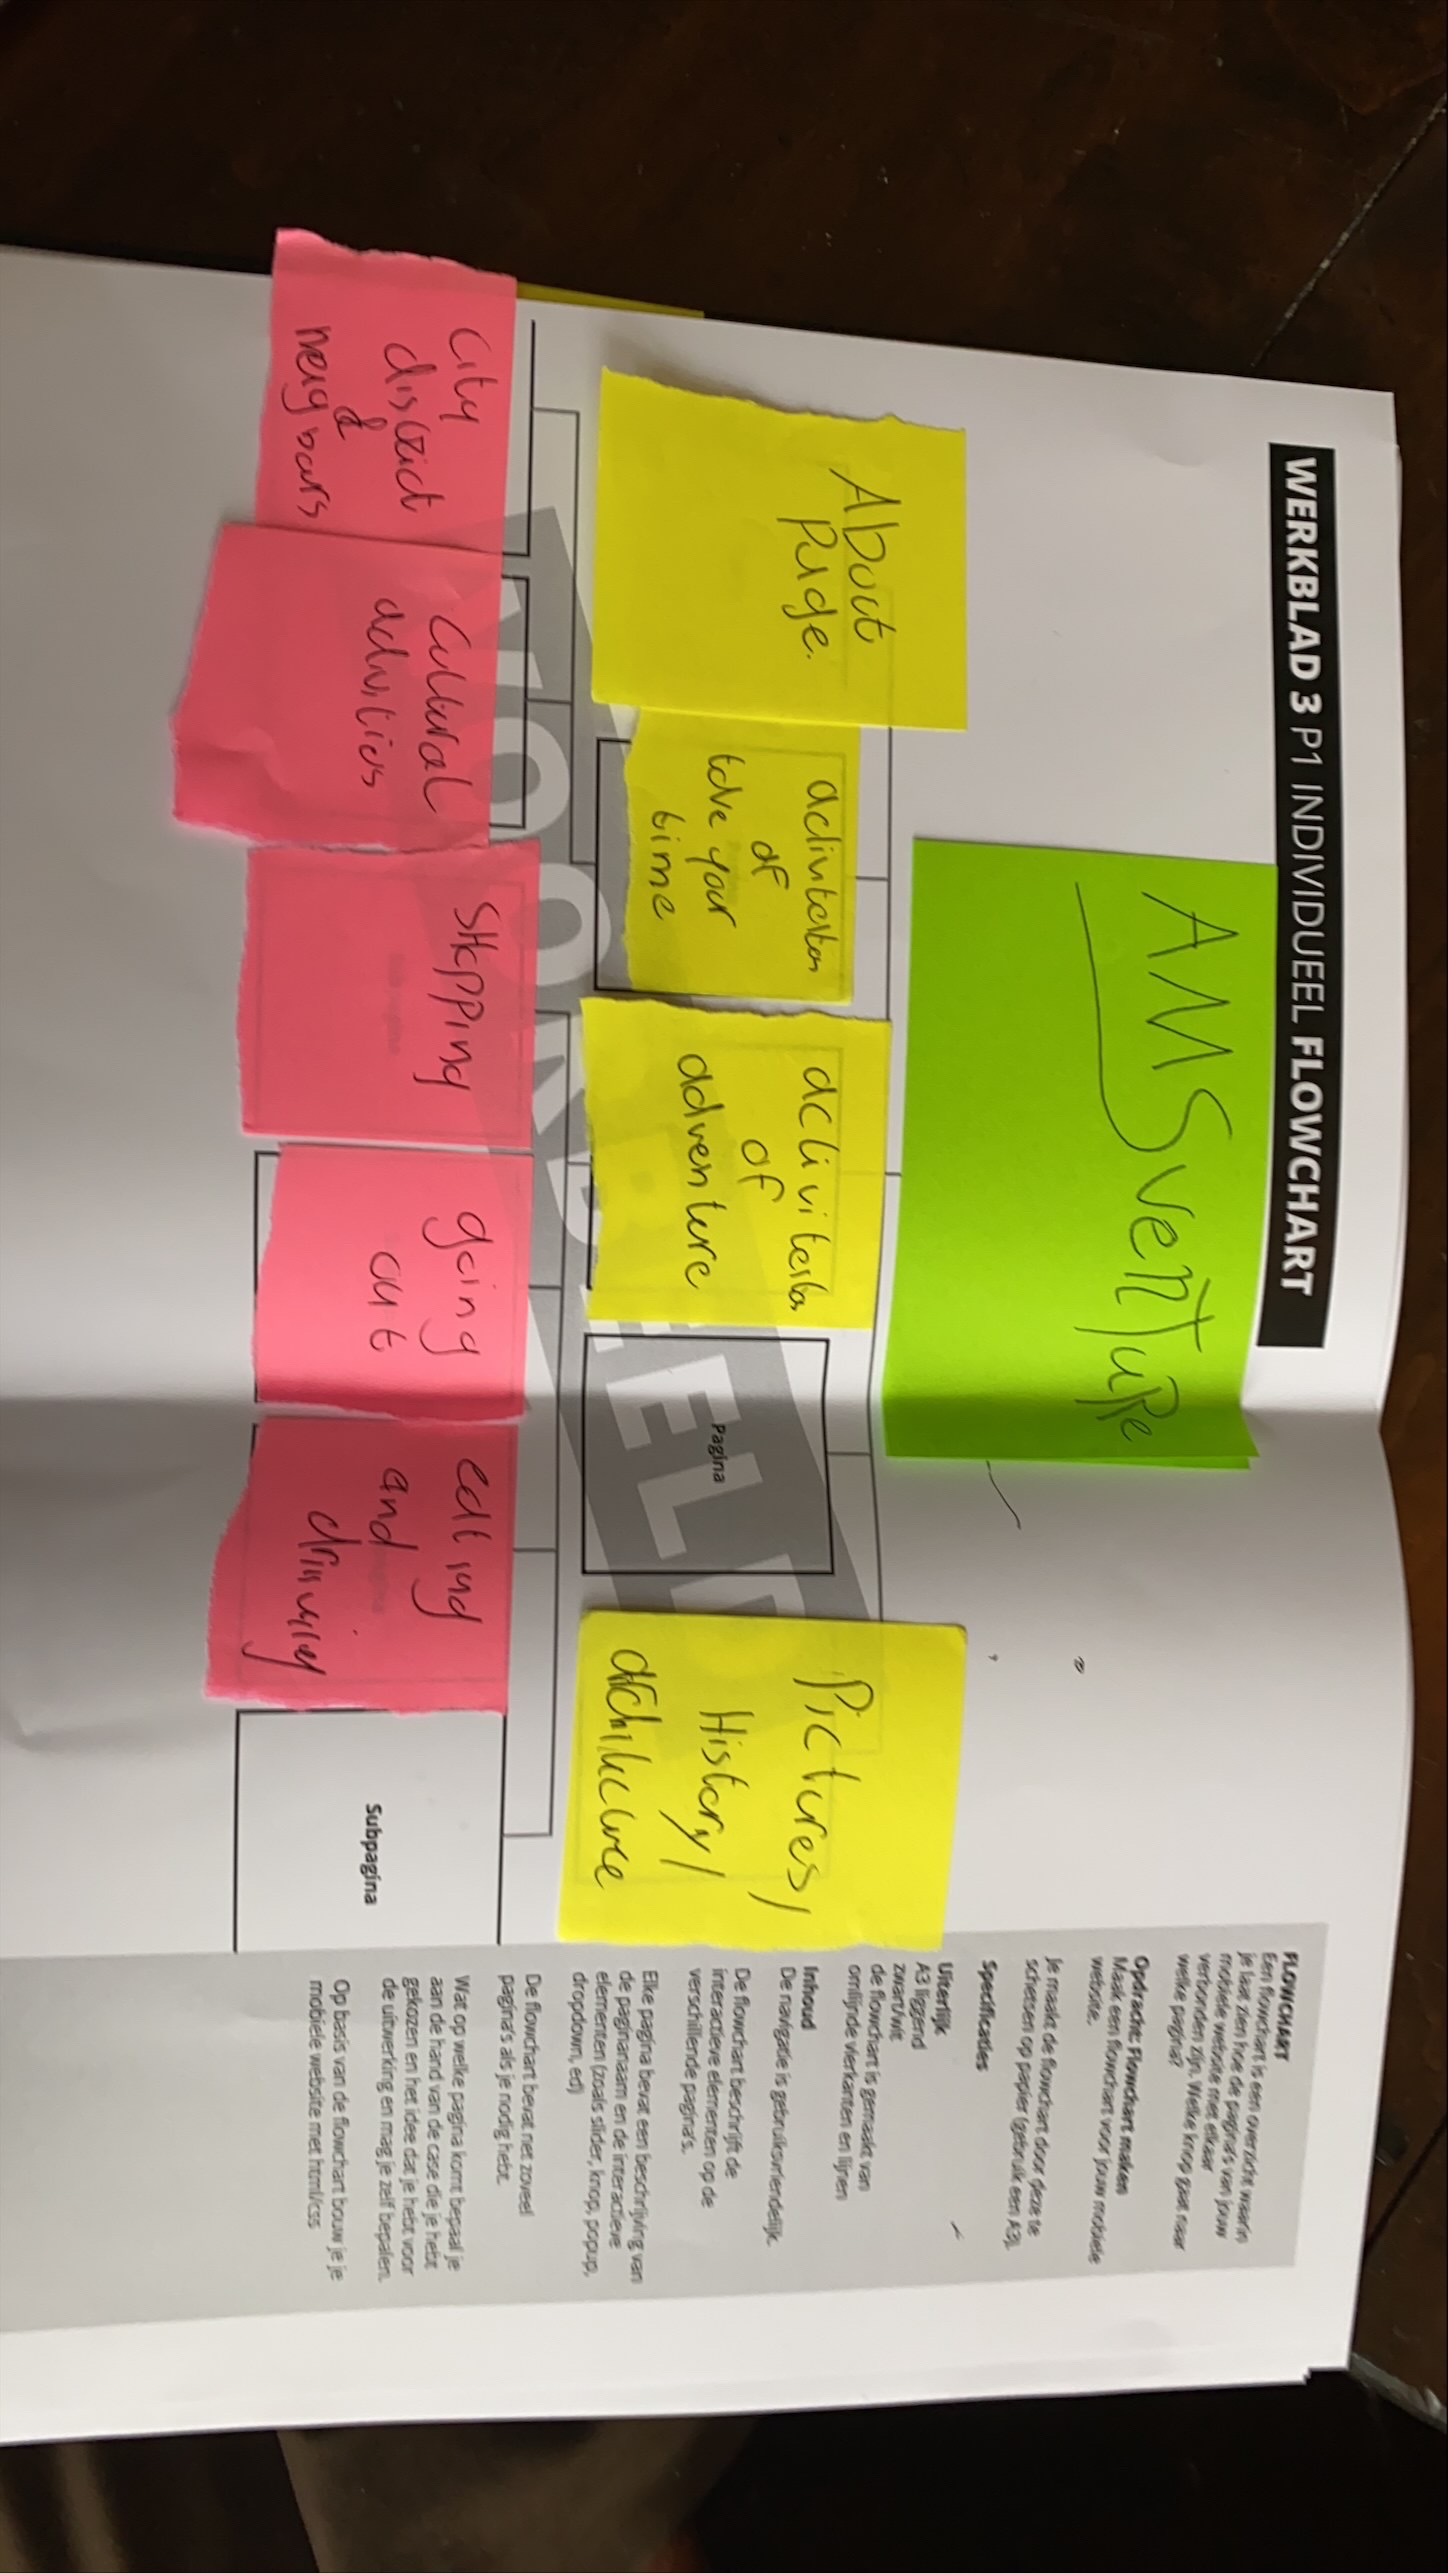 WERKBLAD 3 P1 INDIVIDUEEL FLOWCHART
AMSvenTuRe
About
page.
activiteiten
of
take your
time
activiteiten
of
adventure
Pagina
Pictures/
History/
VOORBEELD
City
district
&
neigbours
Cultural
activities
SHopping
going
out
eating
and
Subpagina
FLOWCHART
Een flowchart is een overzicht waarin
je laat zien hoe de pagina's van jouw
mobiele website met elkaar
verbonden zijn. Welke knop gaat naar
welke pagina?
Opdracht: Flowchart maken
Maak een flowchart voor jouw mobiele
website.
Je maakt de flowchart door deze te
schetsen op papier (gebruik een A3).
Specificaties
Uiterlijk
A3 liggend
zwart/wit
de flowchart is gemaakt van
omlijnde vierkanten en lijnen
Inhoud
De navigatie is gebruiksvriendelijk.
De flowchart beschrijft de
interactieve elementen op de
verschillende pagina's.
Elke pagina bevat een beschrijving van
de paginanaam en de interactieve
elementen (zoals slider, knop, popup,
dropdown, ed)
De flowchart bevat net zoveel
pagina's als je nodig hebt.
Wat op welke pagina komt bepaal je
aan de hand van de case die je hebt
gekozen en het idee dat je hebt voor
de uitwerking en mag je zelf bepalen.
Op basis van de flowchart bouw je je
mobiele website met html/css